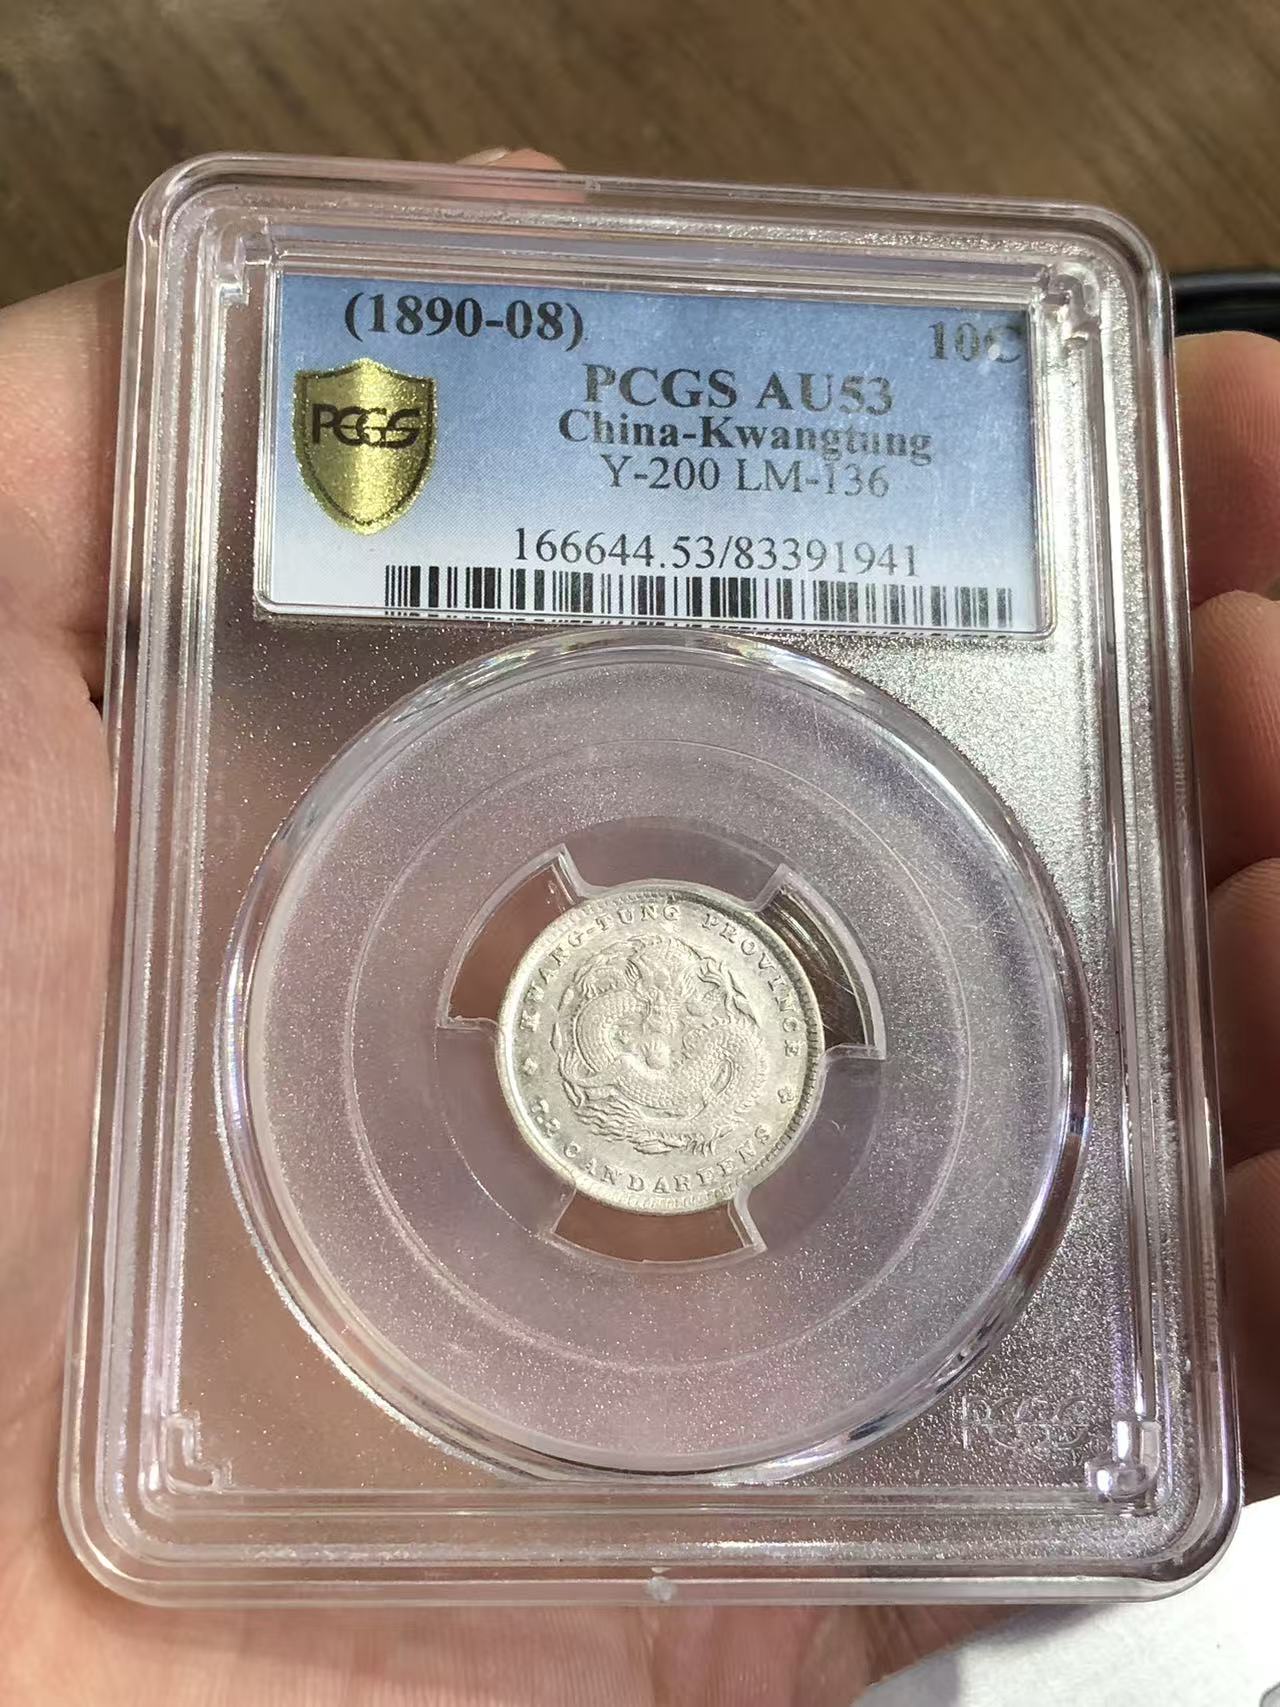 (1890-08)
10C
PCGS AU53
China-Kwangtung
Y-200 LM-136
166644.53/83391941
PCGS
KWANG-TUNG PROVINCE
7.2 CANDAREENS
PCGS